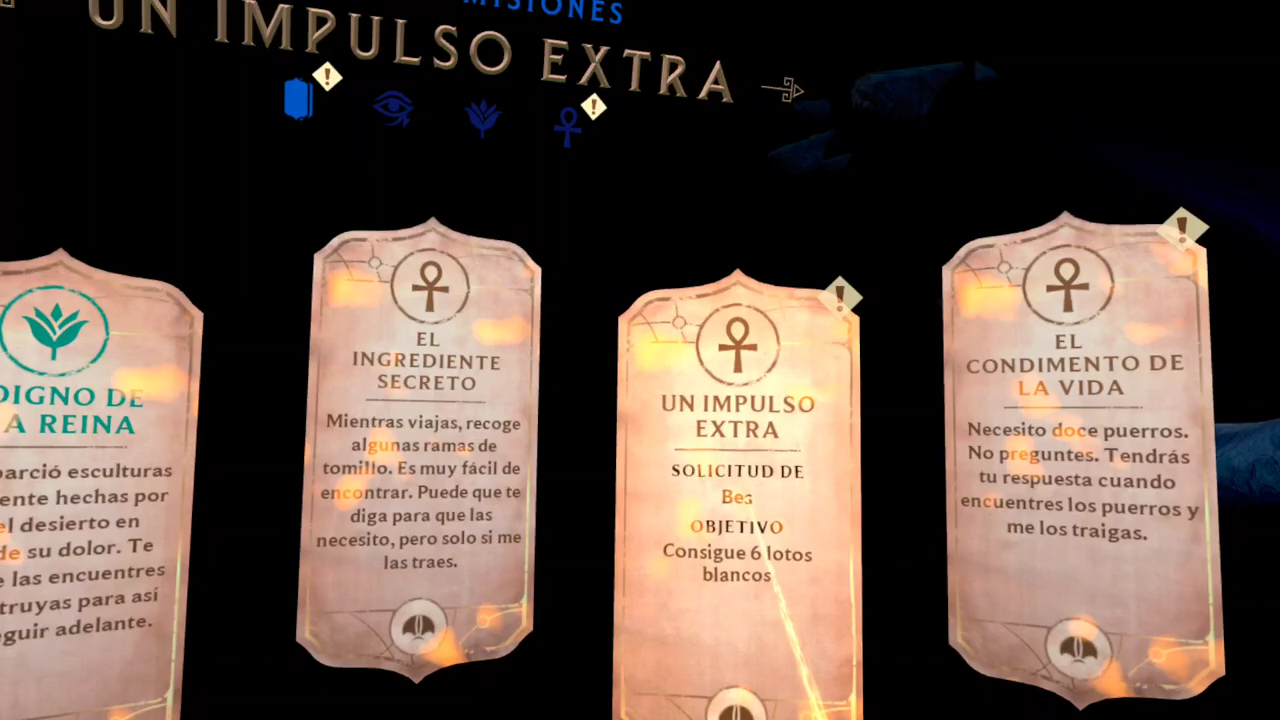 MISIONES
UN IMPULSO EXTRA
DIGNO DE
A REINA
parció esculturas
ente hechas por
el desierto en
de su dolor. Te
e las encuentres
truyas para así
eguir adelante.
EL
INGREDIENTE
SECRETO
Mientras viajas, recoge
algunas ramas de
tomillo. Es muy fácil de
encontrar. Puede que te
diga para que las
necesito, pero solo si me
las traes.
UN IMPULSO
EXTRA
SOLICITUD DE
Bes
OBJETIVO
Consigue 6 lotos
blancos
EL
CONDIMENTO DE
LA VIDA
Necesito doce puerros.
No preguntes. Tendrás
tu respuesta cuando
encuentres los puerros y
me los traigas.